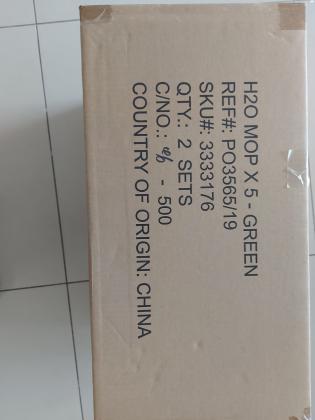 H2O MOP X 5 - GREEN
REF#: PO3565/19
SKU#: 3333176
QTY.: 2 SETS
C/NO.: - 500
COUNTRY OF ORIGIN: CHINA